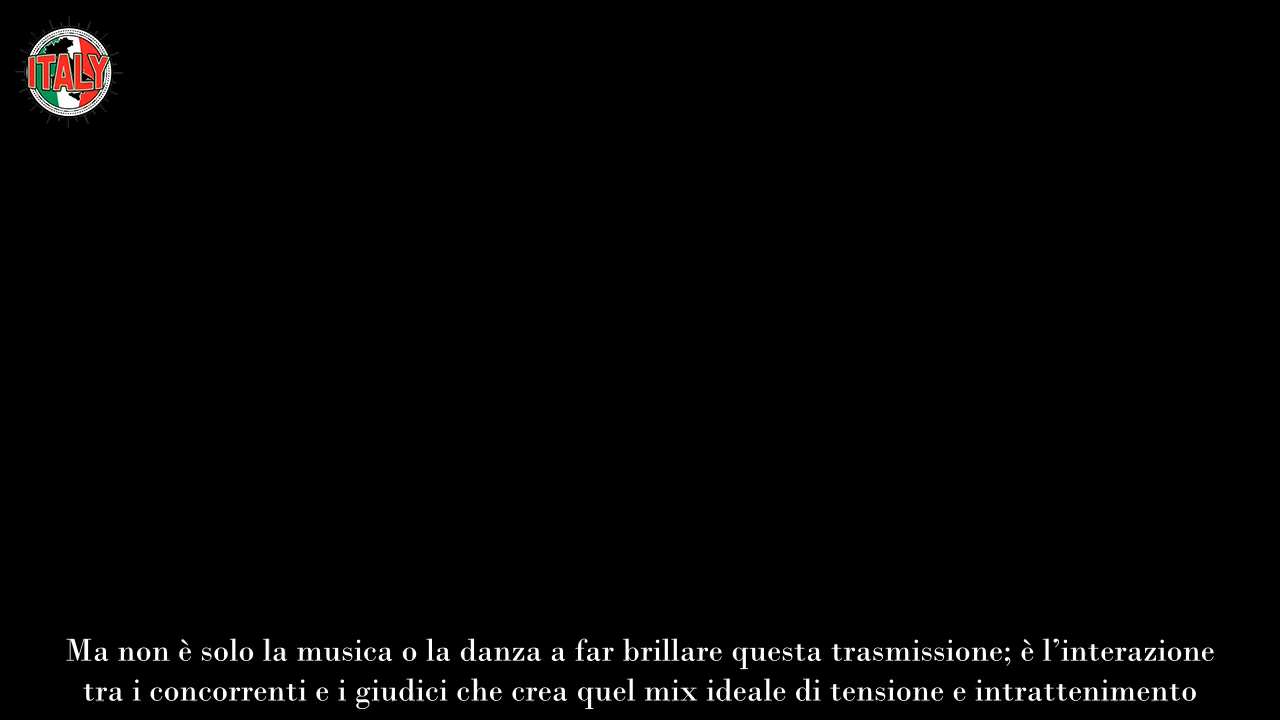 ITALY
Ma non è solo la musica o la danza a far brillare questa trasmissione; è l’interazione
tra i concorrenti e i giudici che crea quel mix ideale di tensione e intrattenimento